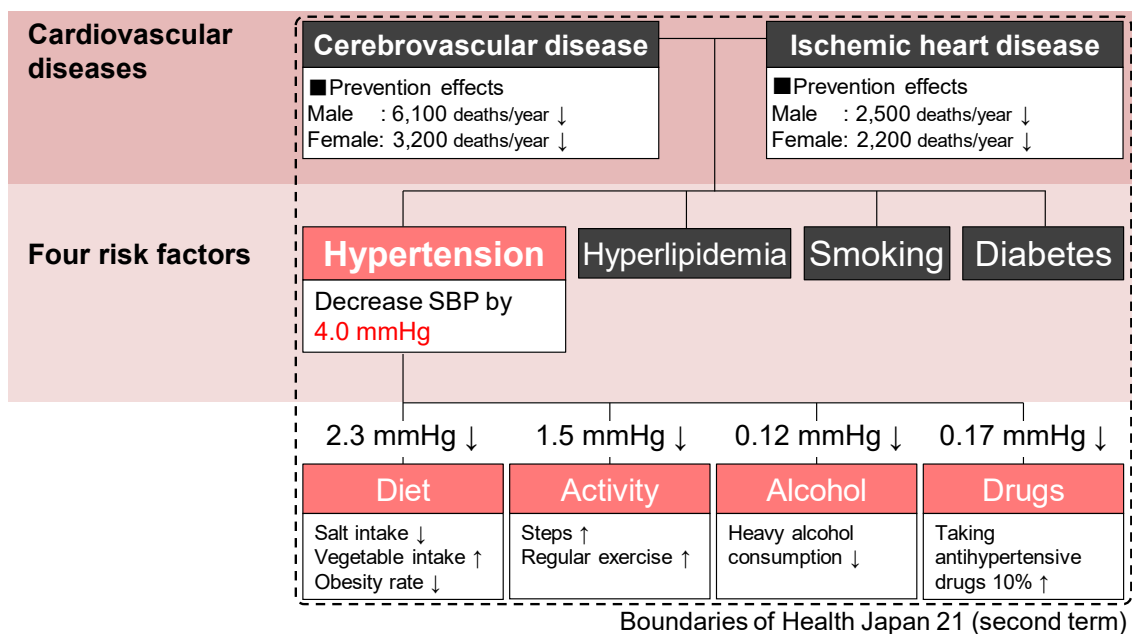 Cardiovascular
diseases
Cerebrovascular disease
■Prevention effects
Male : 6,100 deaths/year ↓
Female: 3,200 deaths/year ↓
Ischemic heart disease
■Prevention effects
Male : 2,500 deaths/year ↓
Female: 2,200 deaths/year ↓
Four risk factors
Hypertension
Decrease SBP by
4.0 mmHg
Hyperlipidemia
Smoking
Diabetes
2.3 mmHg ↓
1.5 mmHg ↓
0.12 mmHg ↓
0.17 mmHg ↓
Diet
Salt intake ↓
Vegetable intake ↑
Obesity rate ↓
Activity
Steps ↑
Regular exercise ↑
Alcohol
Heavy alcohol
consumption ↓
Drugs
Taking
antihypertensive
drugs 10% ↑
Boundaries of Health Japan 21 (second term)